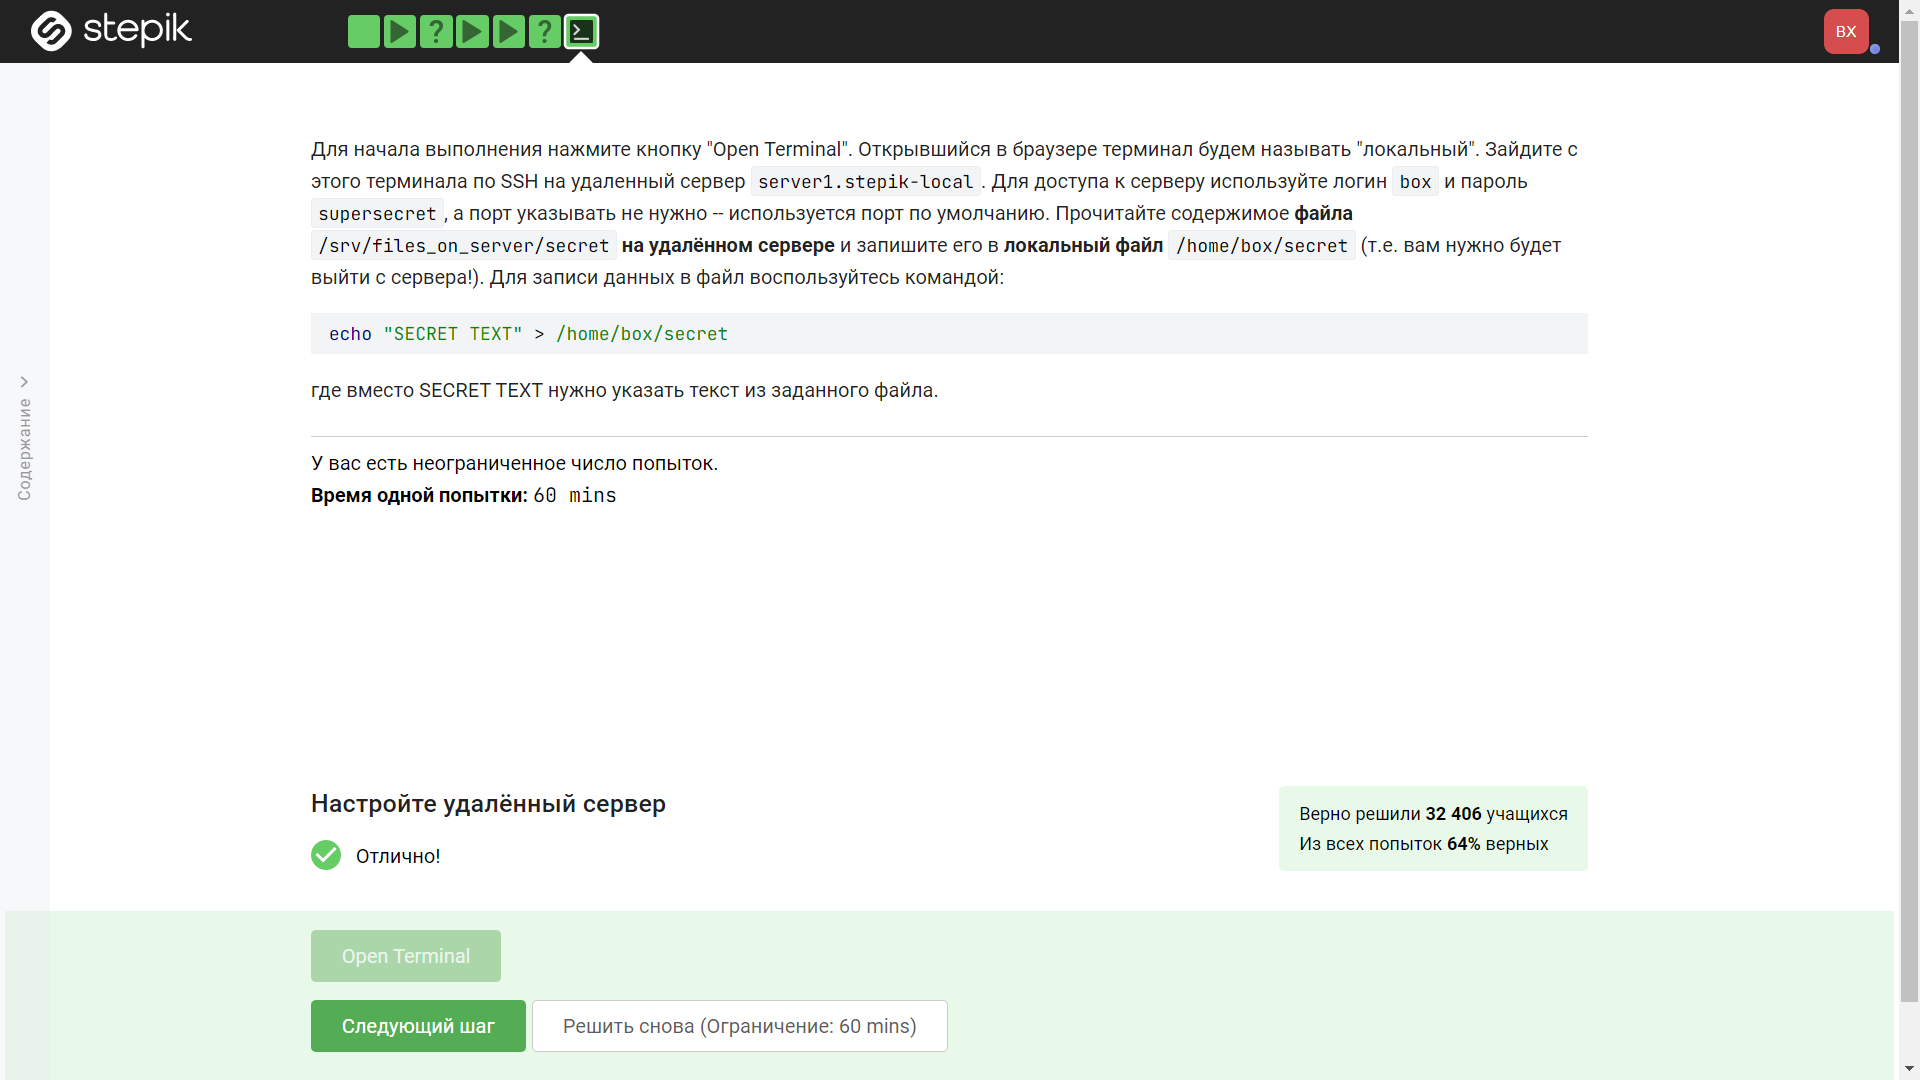 stepik
? ? >_
BX
Содержание
Для начала выполнения нажмите кнопку "Open Terminal". Открывшийся в браузере терминал будем называть "локальный". Зайдите с
этого терминала по SSH на удаленный сервер server1.stepik-local. Для доступа к серверу используйте логин box и пароль
supersecret, а порт указывать не нужно -- используется порт по умолчанию. Прочитайте содержимое файла
/srv/files_on_server/secret на удалённом сервере и запишите его в локальный файл /home/box/secret (т.е. вам нужно будет
выйти с сервера!). Для записи данных в файл воспользуйтесь командой:
echo "SECRET TEXT" > /home/box/secret
где вместо SECRET TEXT нужно указать текст из заданного файла.
У вас есть неограниченное число попыток.
Время одной попытки: 60 mins
Настройте удалённый сервер
Отлично!
Верно решили 32 406 учащихся
Из всех попыток 64% верных
Open Terminal
Следующий шаг
Решить снова (Ограничение: 60 mins)